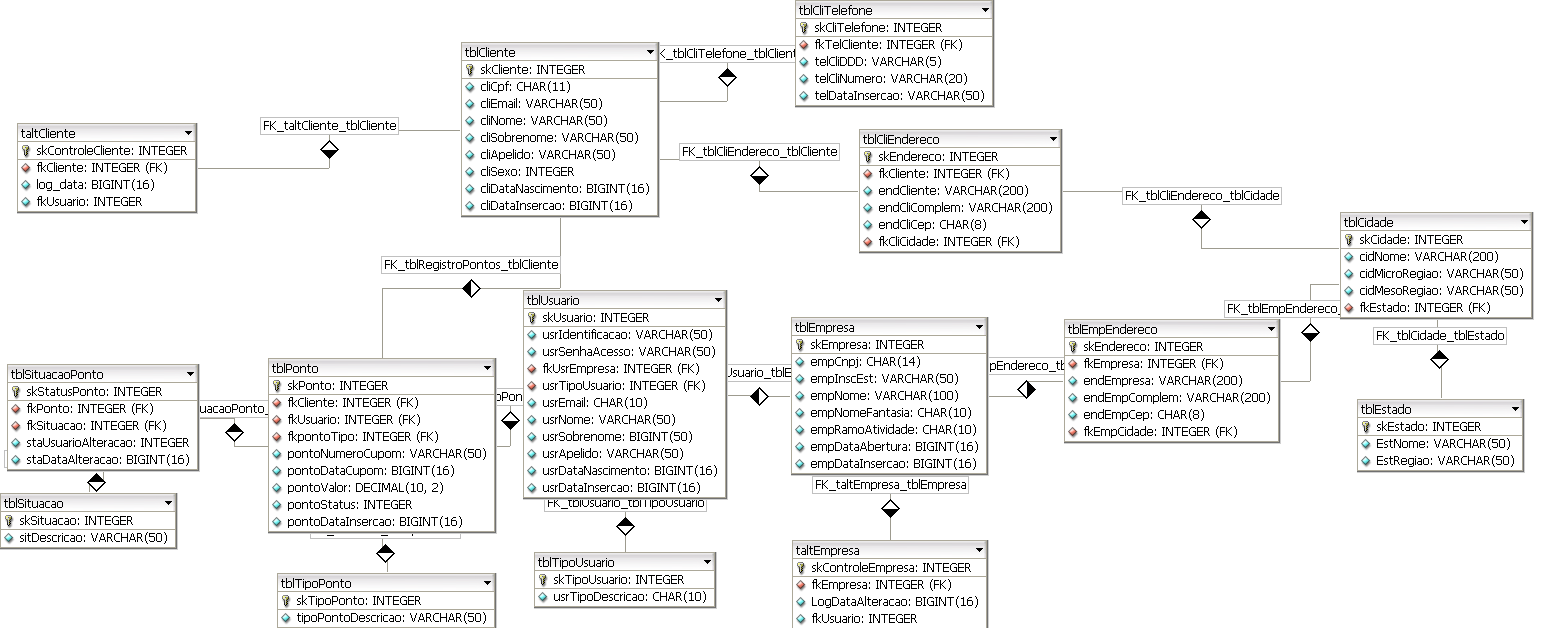 tblCliTelefone
skCliTelefone: INTEGER
fkTelCliente: INTEGER (FK)
telCliDDD: VARCHAR(5)
telCliNumero: VARCHAR(20)
telDataInsercao: VARCHAR(50)
tblCliente
skCliente: INTEGER
cliCpf: CHAR(11)
cliEmail: VARCHAR(50)
cliNome: VARCHAR(50)
cliSobrenome: VARCHAR(50)
cliApelido: VARCHAR(50)
cliSexo: INTEGER
cliDataNascimento: BIGINT(16)
cliDataInsercao: BIGINT(16)
K_tblCliTelefone_tblClient
FK_taltCliente_tblCliente
taltCliente
skControleCliente: INTEGER
fkCliente: INTEGER (FK)
log_data: BIGINT(16)
fkUsuario: INTEGER
FK_tblCliEndereco_tblCliente
tblCliEndereco
skEndereco: INTEGER
fkCliente: INTEGER (FK)
endCliente: VARCHAR(200)
endCliComplem: VARCHAR(200)
endCliCep: CHAR(8)
fkCliCidade: INTEGER (FK)
FK_tblCliEndereco_tblCidade
tblCidade
skCidade: INTEGER
cidNome: VARCHAR(200)
cidMicroRegiao: VARCHAR(50)
cidMesoRegiao: VARCHAR(50)
fkEstado: INTEGER (FK)
FK_tblRegistroPontos_tblCliente
tblUsuario
skUsuario: INTEGER
usrIdentificacao: VARCHAR(50)
usrSenhaAcesso: VARCHAR(50)
fkUsrEmpresa: INTEGER (FK)
usrTipoUsuario: INTEGER (FK)
usrEmail: CHAR(10)
usrNome: VARCHAR(50)
usrSobrenome: BIGINT(50)
usrApelido: VARCHAR(50)
usrDataNascimento: BIGINT(16)
usrDataInsercao: BIGINT(16)
Usuario_tblE
tblEmpresa
skEmpresa: INTEGER
empCnpj: CHAR(14)
empInscEst: VARCHAR(50)
empNome: VARCHAR(100)
empNomeFantasia: CHAR(10)
empRamoAtividade: CHAR(10)
empDataAbertura: BIGINT(16)
empDataInsercao: BIGINT(16)
pEndereco_tb
tblEmpEndereco
skEndereco: INTEGER
fkEmpresa: INTEGER (FK)
endEmpresa: VARCHAR(200)
endEmpComplem: VARCHAR(200)
endEmpCep: CHAR(8)
fkEmpCidade: INTEGER (FK)
FK_tblEmpEndereco_
FK_tblCidade_tblEstado
tblEstado
skEstado: INTEGER
EstNome: VARCHAR(50)
EstRegiao: VARCHAR(50)
tblSituacaoPonto
skStatusPonto: INTEGER
fkPonto: INTEGER (FK)
fkSituacao: INTEGER (FK)
staUsuarioAlteracao: INTEGER
staDataAlteracao: BIGINT(16)
uacaoPonto_
tblPonto
skPonto: INTEGER
fkCliente: INTEGER (FK)
fkUsuario: INTEGER (FK)
fkpontoTipo: INTEGER (FK)
pontoNumeroCupom: VARCHAR(50)
pontoDataCupom: BIGINT(16)
pontoValor: DECIMAL(10, 2)
pontoStatus: INTEGER
pontoDataInsercao: BIGINT(16)
oPon
tblSituacao
skSituacao: INTEGER
sitDescricao: VARCHAR(50)
FK_tblUsuario_tblTipoUsuario
FK_taltEmpresa_tblEmpresa
tblTipoPonto
skTipoPonto: INTEGER
tipoPontoDescricao: VARCHAR(50)
tblTipoUsuario
skTipoUsuario: INTEGER
usrTipoDescricao: CHAR(10)
taltEmpresa
skControleEmpresa: INTEGER
fkEmpresa: INTEGER (FK)
LogDataAlteracao: BIGINT(16)
fkUsuario: INTEGER